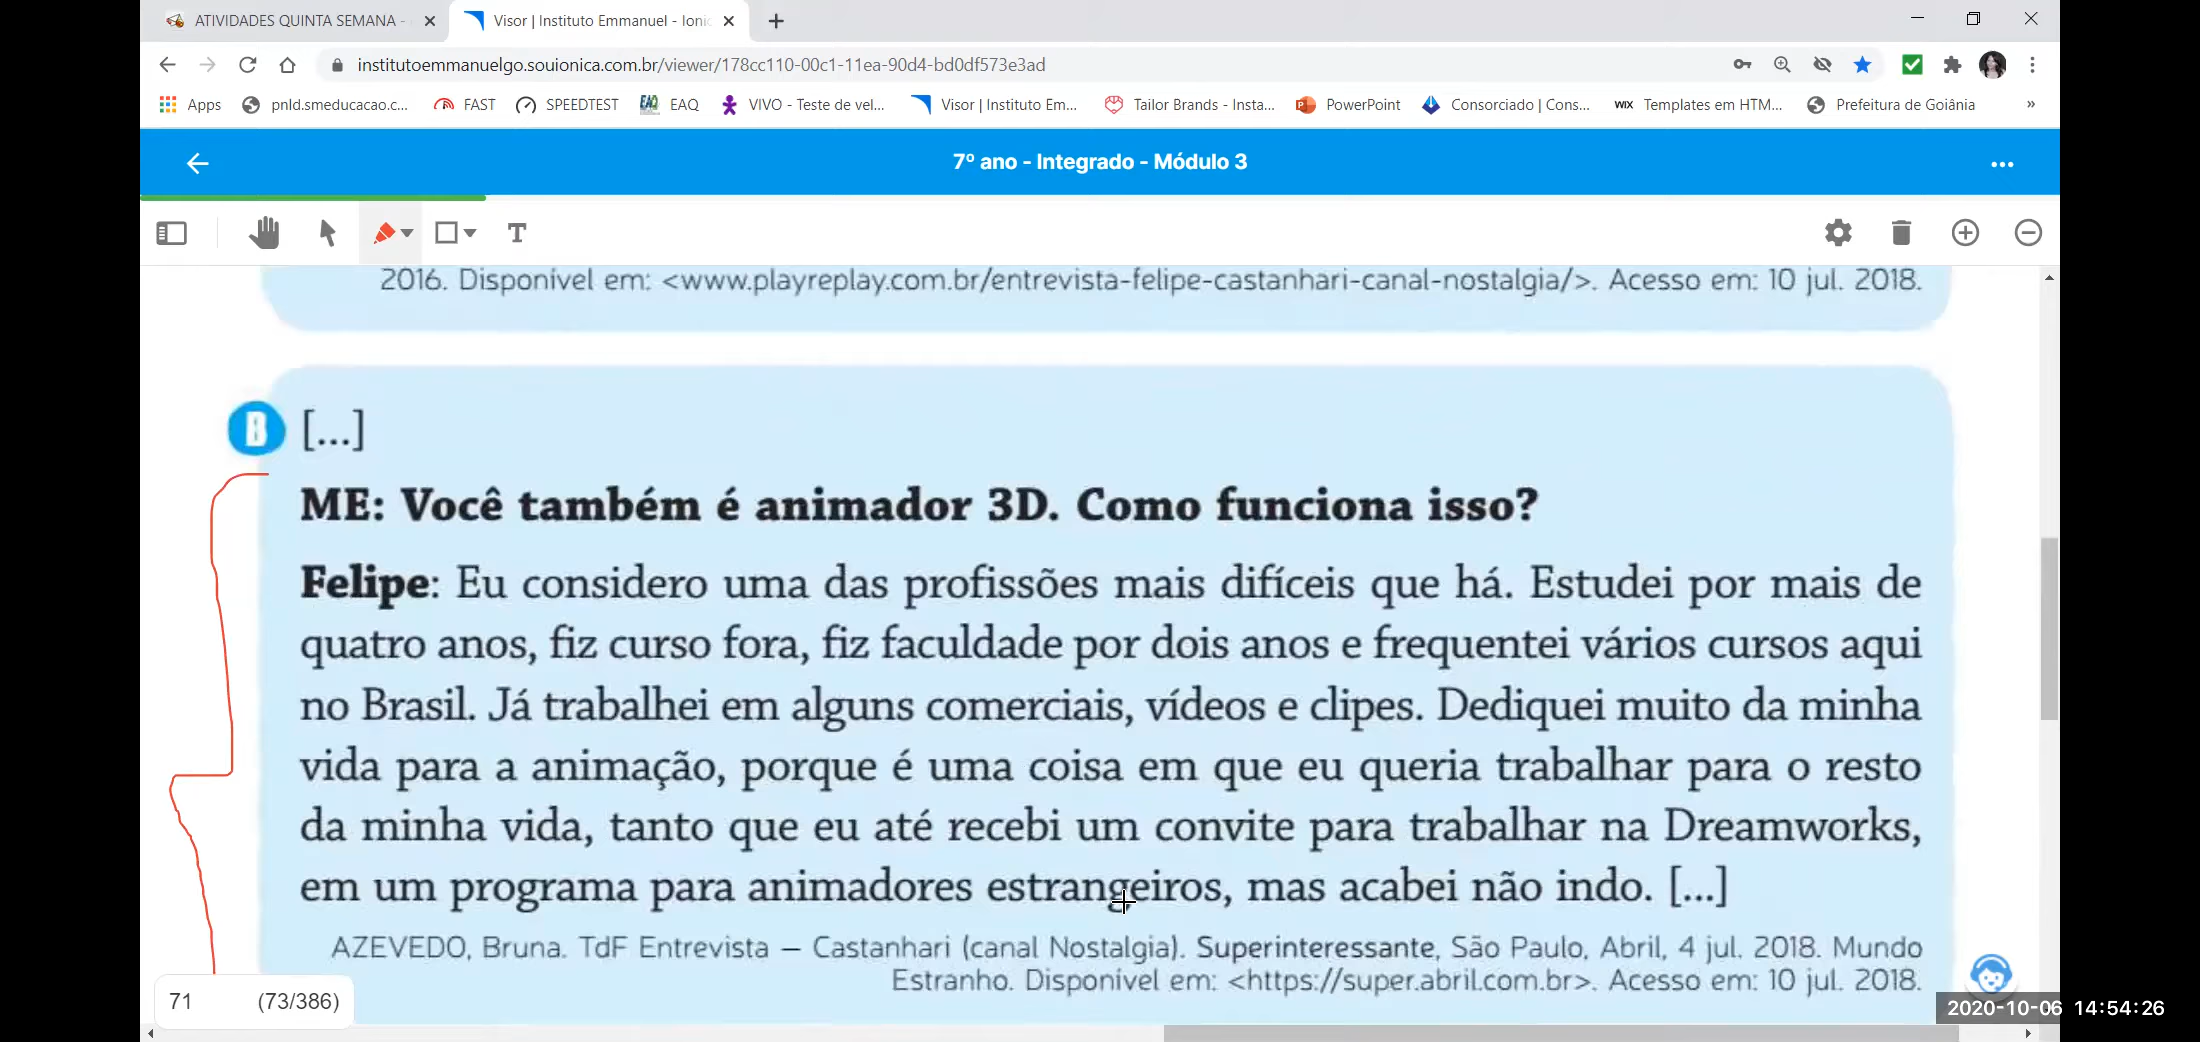 ATIVIDADES QUINTA SEMANA -
Visor | Instituto Emmanuel - Ionic
institutoemmanuelgo.souionica.com.br/viewer/178cc110-00c1-11ea-90d4-bd0df573e3ad
Apps pnld.smeducacao.c... FAST SPEEDTEST EAQ VIVO - Teste de vel... Visor | Instituto Em... Tailor Brands - Insta... PowerPoint Consorciado | Cons... WIX Templates em HTM... Prefeitura de Goiânia »
7º ano - Integrado - Módulo 3
T
2016. Disponível em: <www.playreplay.com.br/entrevista-felipe-castanhari-canal-nostalgia/>. Acesso em: 10 jul. 2018.
B [...]
ME: Você também é animador 3D. Como funciona isso?
Felipe: Eu considero uma das profissões mais difíceis que há. Estudei por mais de
quatro anos, fiz curso fora, fiz faculdade por dois anos e frequentei vários cursos aqui
no Brasil. Já trabalhei em alguns comerciais, vídeos e clipes. Dediquei muito da minha
vida para a animação, porque é uma coisa em que eu queria trabalhar para o resto
da minha vida, tanto que eu até recebi um convite para trabalhar na Dreamworks,
em um programa para animadores estrangeiros, mas acabei não indo. [...]
AZEVEDO, Bruna. TdF Entrevista — Castanhari (canal Nostalgia). Superinteressante, São Paulo, Abril, 4 jul. 2018. Mundo
Estranho. Disponível em: <https://super.abril.com.br>. Acesso em: 10 jul. 2018.
71 (73/386)
2020-10-06 14:54:26